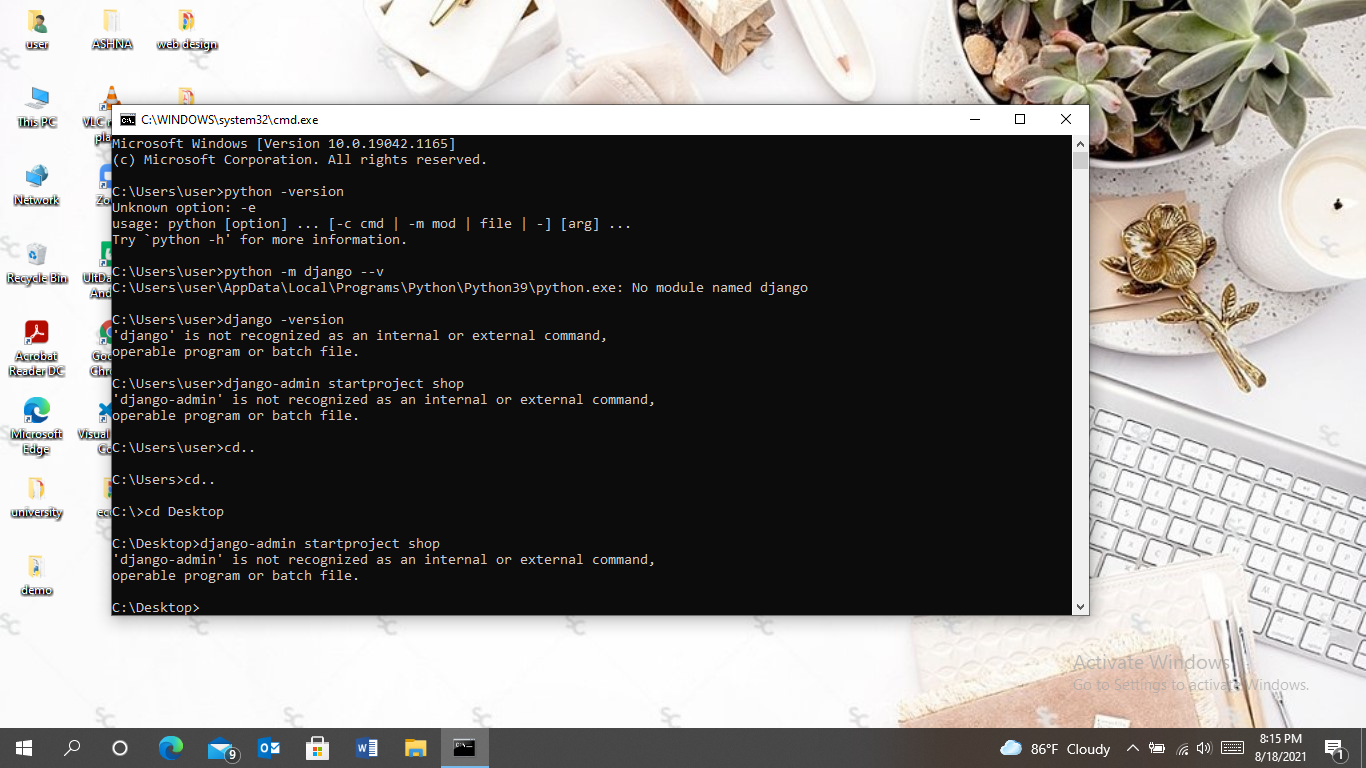 user
ASHNA
web design
This PC
VLC
pla
Network
Zo
Recycle Bin
UltDa
And
Acrobat
Reader DC
Goo
Chr
Microsoft
Edge
Visual
Co
university
ec
demo
C:\WINDOWS\system32\cmd.exe
Microsoft Windows [Version 10.0.19042.1165]
(c) Microsoft Corporation. All rights reserved.
C:\Users\user>python -version
Unknown option: -e
usage: python [option] ... [-c cmd | -m mod | file | -] [arg] ...
Try `python -h' for more information.
C:\Users\user>python -m django --v
C:\Users\user\AppData\Local\Programs\Python\Python39\python.exe: No module named django
C:\Users\user>django -version
'django' is not recognized as an internal or external command,
operable program or batch file.
C:\Users\user>django-admin startproject shop
'django-admin' is not recognized as an internal or external command,
operable program or batch file.
C:\Users\user>cd..
C:\Users>cd..
C:\>cd Desktop
C:\Desktop>django-admin startproject shop
'django-admin' is not recognized as an internal or external command,
operable program or batch file.
C:\Desktop>
Activate Windows
Go to Settings to activate Windows.
9
86°F Cloudy
8:15 PM
8/18/2021
1